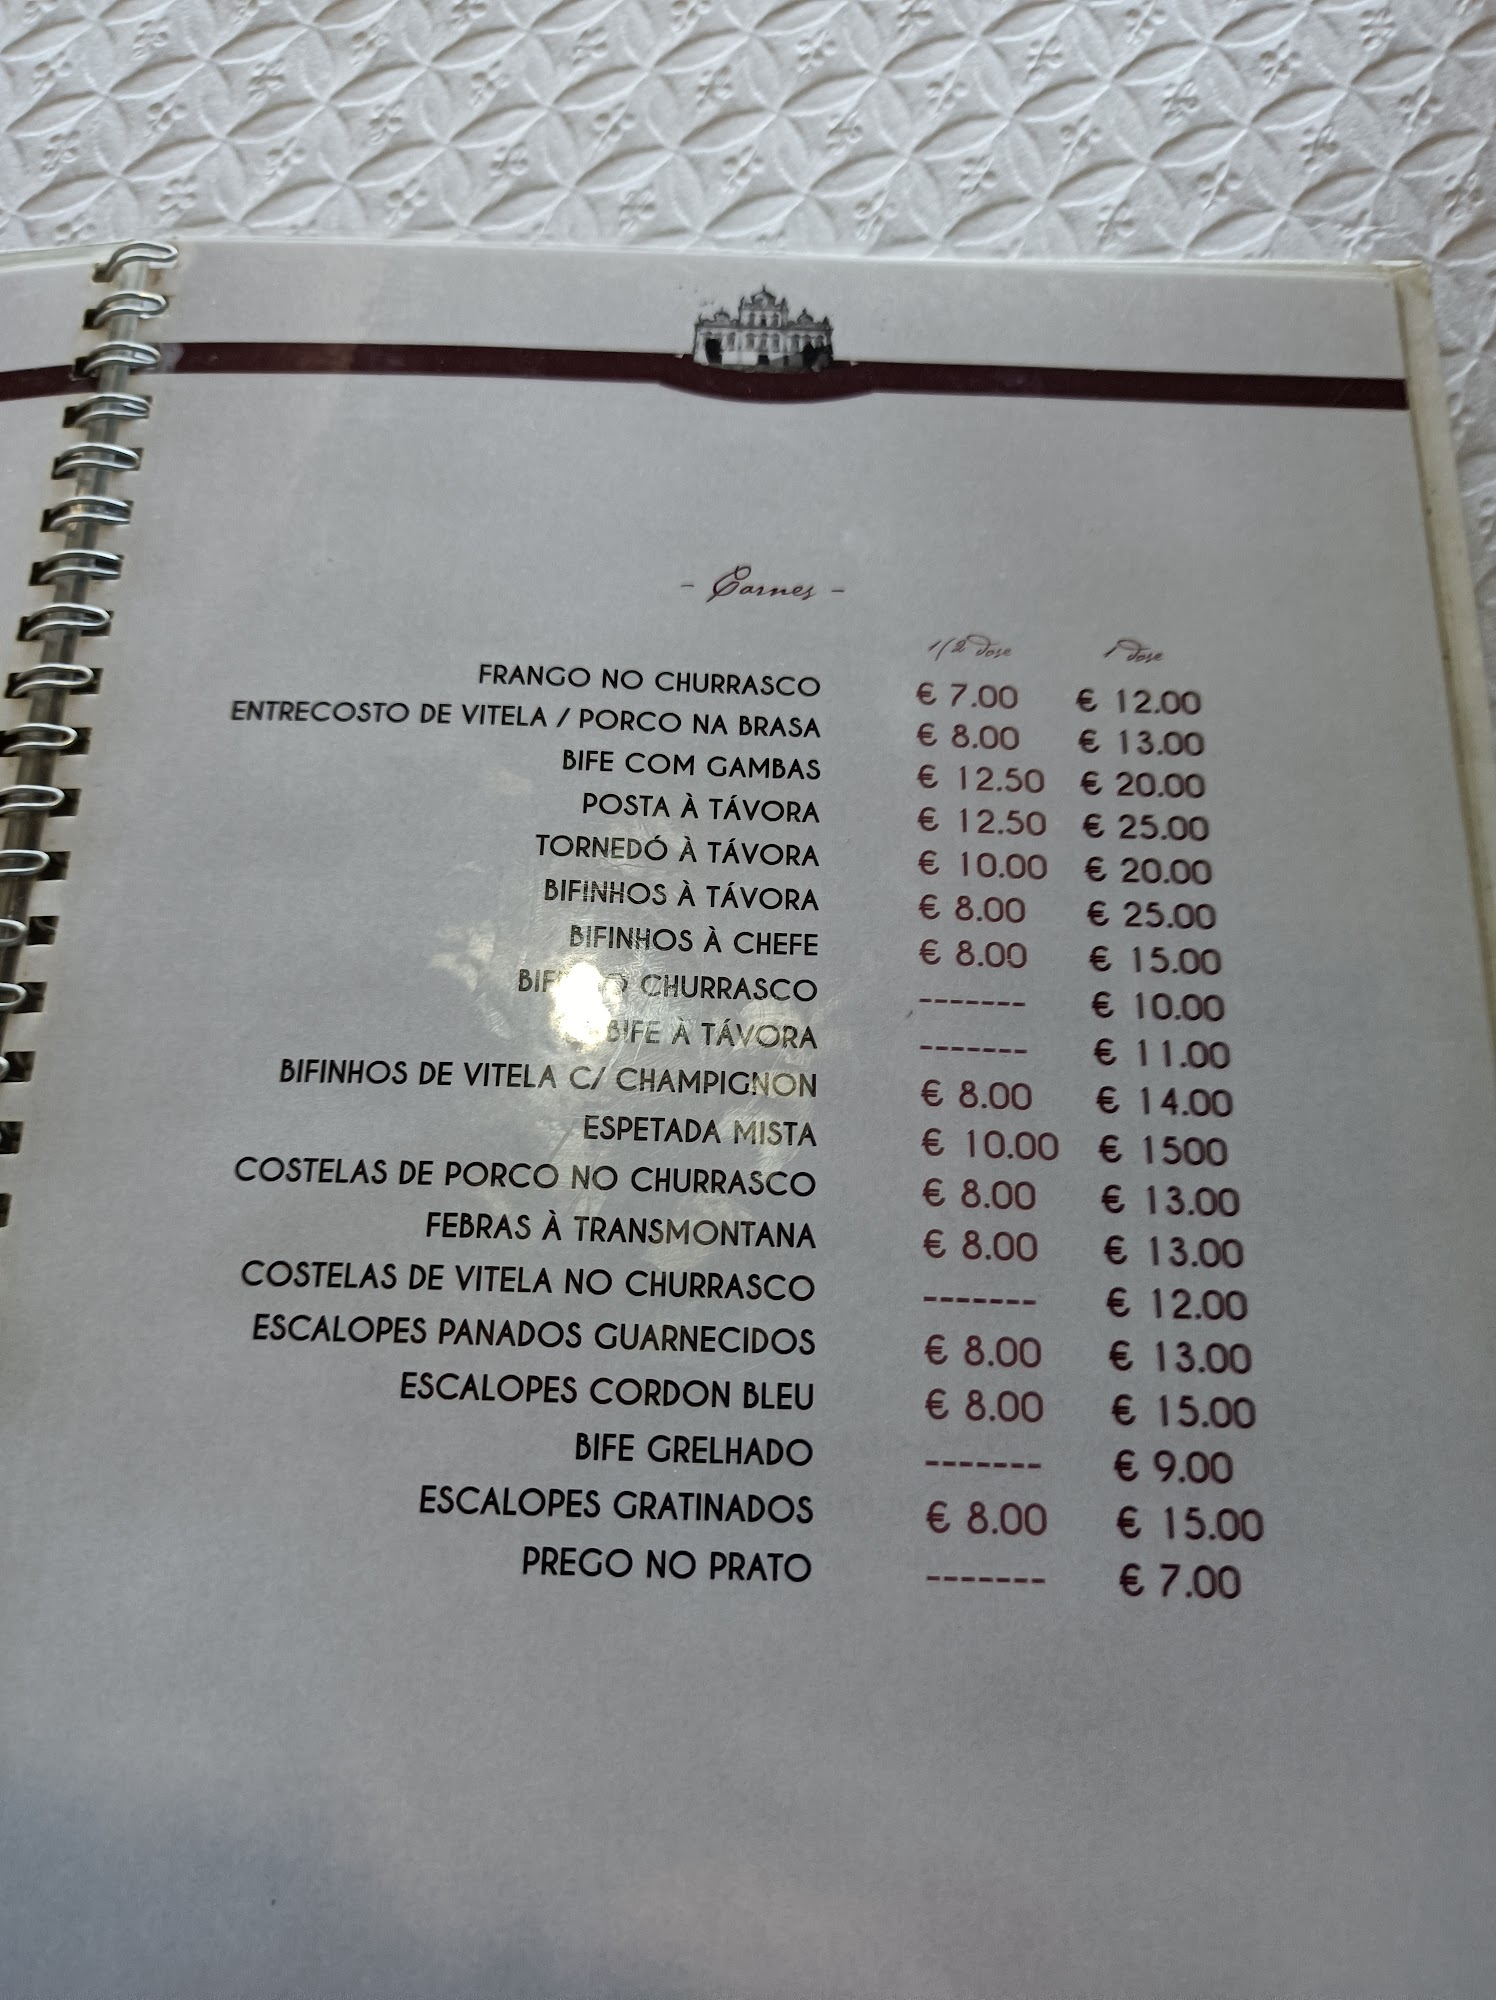 - Carnes -
1/2 dose 1 dose
FRANGO NO CHURRASCO € 7.00 € 12.00
ENTRECOSTO DE VITELA / PORCO NA BRASA € 8.00 € 13.00
BIFE COM GAMBAS € 12.50 € 20.00
POSTA À TÁVORA € 12.50 € 25.00
TORNEDÓ À TÁVORA € 10.00 € 20.00
BIFINHOS À TÁVORA € 8.00 € 25.00
BIFINHOS À CHEFE € 8.00 € 15.00
CHURRASCO ------- € 10.00
BIFE À TÁVORA ------- € 11.00
BIFINHOS DE VITELA C/ CHAMPIGNON € 8.00 € 14.00
ESPETADA MISTA € 10.00 € 1500
COSTELAS DE PORCO NO CHURRASCO € 8.00 € 13.00
FEBRAS À TRANSMONTANA € 8.00 € 13.00
COSTELAS DE VITELA NO CHURRASCO ------- € 12.00
ESCALOPES PANADOS GUARNECIDOS € 8.00 € 13.00
ESCALOPES CORDON BLEU € 8.00 € 15.00
BIFE GRELHADO ------- € 9.00
ESCALOPES GRATINADOS € 8.00 € 15.00
PREGO NO PRATO ------- € 7.00